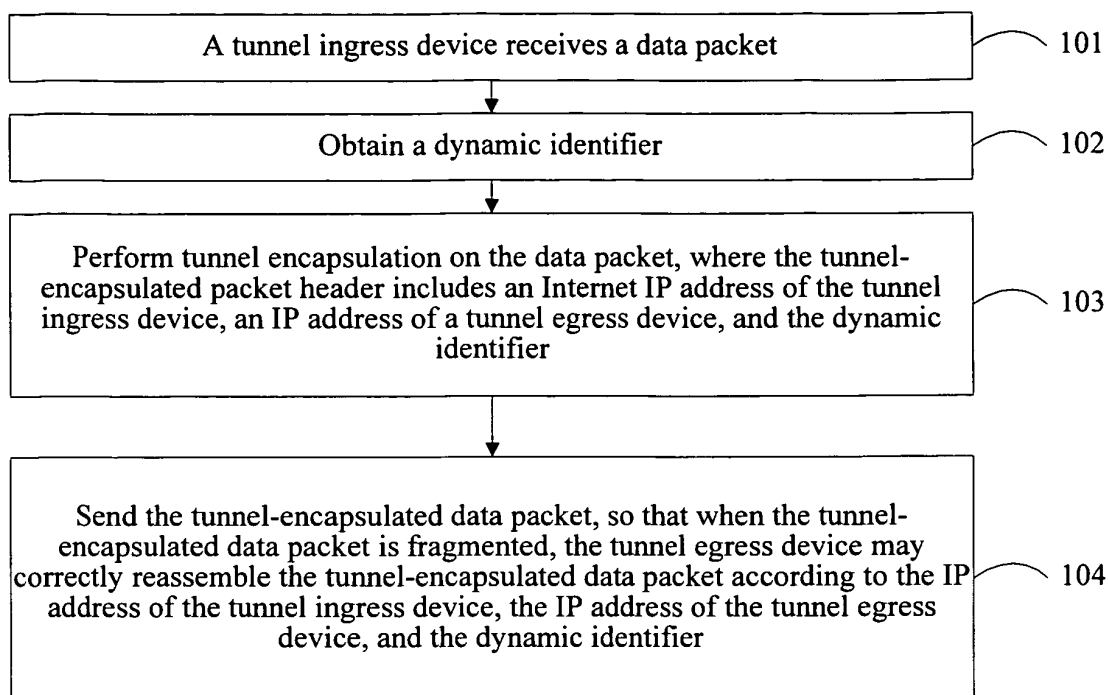 A tunnel ingress device receives a data packet
101
Obtain a dynamic identifier
102
Perform tunnel encapsulation on the data packet, where the tunnel-
encapsulated packet header includes an Internet IP address of the tunnel
ingress device, an IP address of a tunnel egress device, and the dynamic
identifier
103
Send the tunnel-encapsulated data packet, so that when the tunnel-
encapsulated data packet is fragmented, the tunnel egress device may
correctly reassemble the tunnel-encapsulated data packet according to the IP
address of the tunnel ingress device, the IP address of the tunnel egress
device, and the dynamic identifier
104